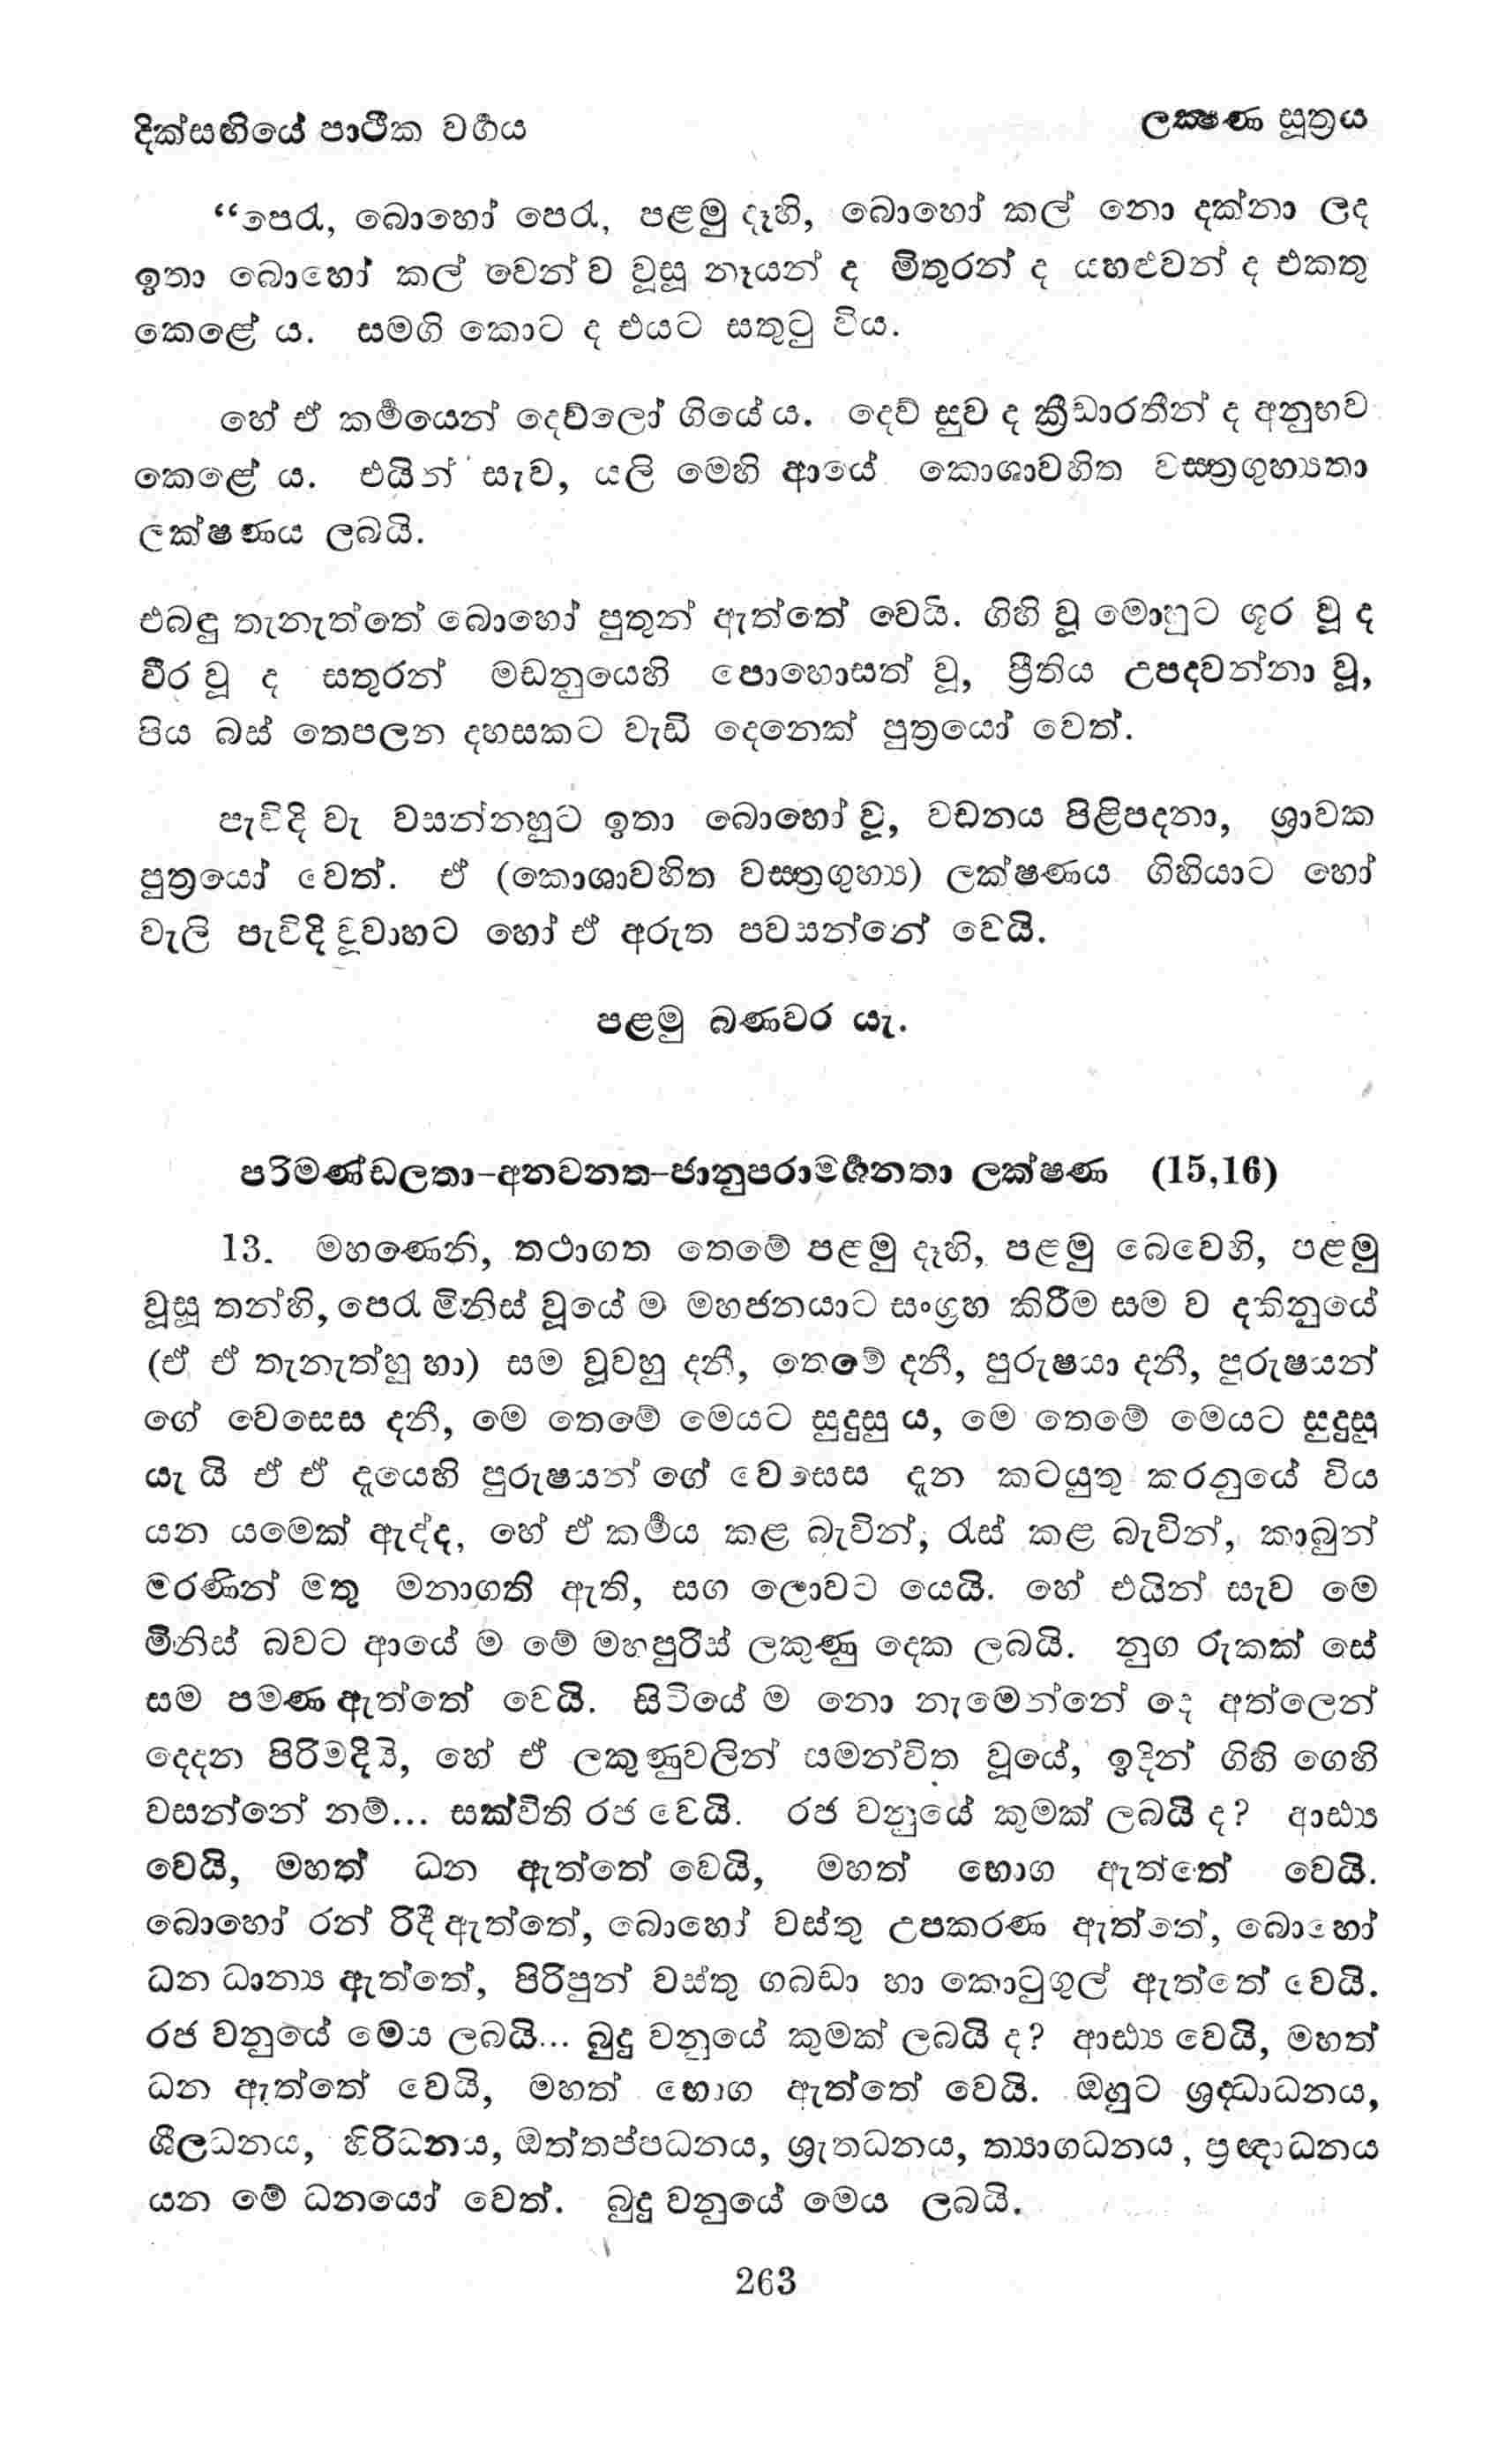 දික්සඟියේ පාථික වර්‍ගය
ලක්‍ෂණ සූත්‍රය
“පෙරැ, බොහෝ පෙරැ, පළමු දෑහි, බොහෝ කල් නො දක්නා ලද
ඉතා බොහෝ කල් වෙන් ව වූසූ නෑයන් ද මිතුරන් ද යහළුවන් ද එකතු
කෙළේ ය. සමගි කොට ද එයට සතුටු විය.
හේ ඒ කර්‍මයෙන් දෙව්ලෝ ගියේ ය. දෙව් සුව ද ක්‍රීඩාරතීන් ද අනුභව
කෙළේ ය. එයින් සැව, යලි මෙහි ආයේ කොශාවහිත වස්ත්‍රගුහ්‍යතා
ලක්ෂණය ලබයි.
එබඳු තැනැත්තේ බොහෝ පුතුන් ඇත්තේ වෙයි. ගිහි වූ මොහුට ශූර වූ ද
වීර වූ ද සතුරන් මඩනුයෙහි පොහොසත් වූ, ප්‍රීතිය උපදවන්නා වූ,
පිය බස් තෙපලන දහසකට වැඩි දෙනෙක් පුත්‍රයෝ වෙත්.
පැවිදි වැ වසන්නහුට ඉතා බොහෝ වූ, වඩනය පිළිපදනා, ශ්‍රාවක
පුත්‍රයෝ වෙත්. ඒ (කොශාවහිත වස්ත්‍රගුහ්‍ය) ලක්ෂණය ගිහියාට හෝ
වැලි පැවිදි වූවාහට හෝ ඒ අරුත පවසන්නේ වෙයි.
පළමු බණවර යැ.
පරිමණ්ඩලතා-අනවනත-ජානුපරාමර්‍ශනතා ලක්ෂණ (15,16)
13. මහණෙනි, තථාගත තෙමේ පළමු දෑහි, පළමු බෙවෙහි, පළමු
වූසූ තන්හි, පෙරැ මිනිස් වූයේ ම මහජනයාට සංග්‍රහ කිරීම සම ව දකිනුයේ
(ඒ ඒ තැනැත්හු හා) සම වූවහු දනී, තෙමේ දනී, පුරුෂයා දනී, පුරුෂයන්
ගේ වෙසෙස දනී, මෙ තෙමේ මෙයට සුදුසු ය, මෙ තෙමේ මෙයට සුදුසු
යැ යි ඒ ඒ දෑයෙහි පුරුෂයන් ගේ වෙසෙස දැන කටයුතු කරනුයේ විය
යන යමෙක් ඇද්ද, හේ ඒ කර්‍මය කළ බැවින්, රැස් කළ බැවින්, කාබුන්
මරණින් මතු මනාගති ඇති, සග ලොවට යෙයි. හේ එයින් සැව මෙ
මිනිස් බවට ආයේ ම මේ මහපුරිස් ලකුණු දෙක ලබයි. නුග රුකක් සේ
සම පමණ ඇත්තේ වෙයි. සිටියේ ම නො නැමෙන්නේ දෙ අත්ලෙන්
දෙදන පිරිමදියි, හේ ඒ ලකුණුවලින් සමන්විත වූයේ, ඉදින් ගිහි ගෙහි
වසන්නේ නම්... සක්විති රජ වෙයි. රජ වනුයේ කුමක් ලබයි ද? ආඪ්‍ය
වෙයි, මහත් ධන ඇත්තේ වෙයි, මහත් භොග ඇත්තේ වෙයි.
බොහෝ රන් රිදී ඇත්තේ, බොහෝ වස්තු උපකරණ ඇත්තේ, බොහෝ
ධන ධාන්‍ය ඇත්තේ, පිරිපුන් වස්තු ගබඩා හා කොටුගුල් ඇත්තේ වෙයි.
රජ වනුයේ මෙය ලබයි... බුදු වනුයේ කුමක් ලබයි ද? ආඪ්‍ය වෙයි, මහත්
ධන ඇත්තේ වෙයි, මහත් භොග ඇත්තේ වෙයි. ඔහුට ශ්‍රද්ධාධනය,
ශීලධනය, හිරිධනය, ඔත්තප්පධනය, ශ්‍රැතධනය, ත්‍යාගධනය, ප්‍රඥාධනය
යන මේ ධනයෝ වෙත්. බුදු වනුයේ මෙය ලබයි.
263